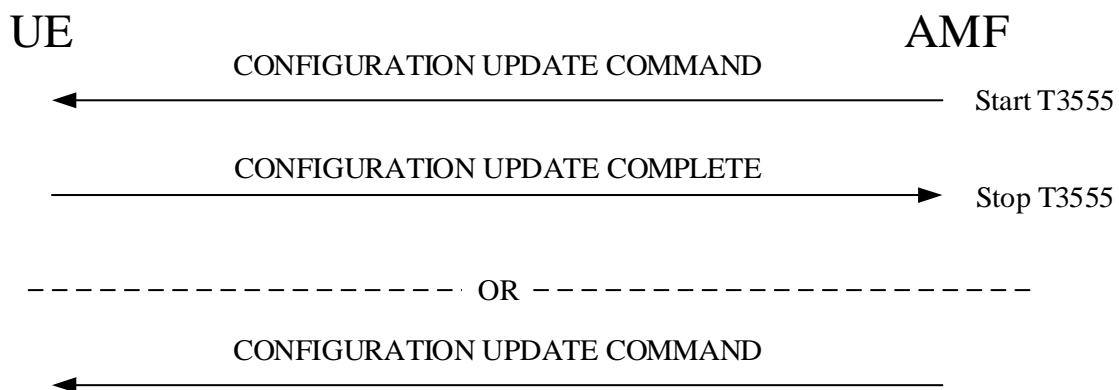 UE
AMF
CONFIGURATION UPDATE COMMAND
Start T3555
CONFIGURATION UPDATE COMPLETE
Stop T3555
OR
CONFIGURATION UPDATE COMMAND